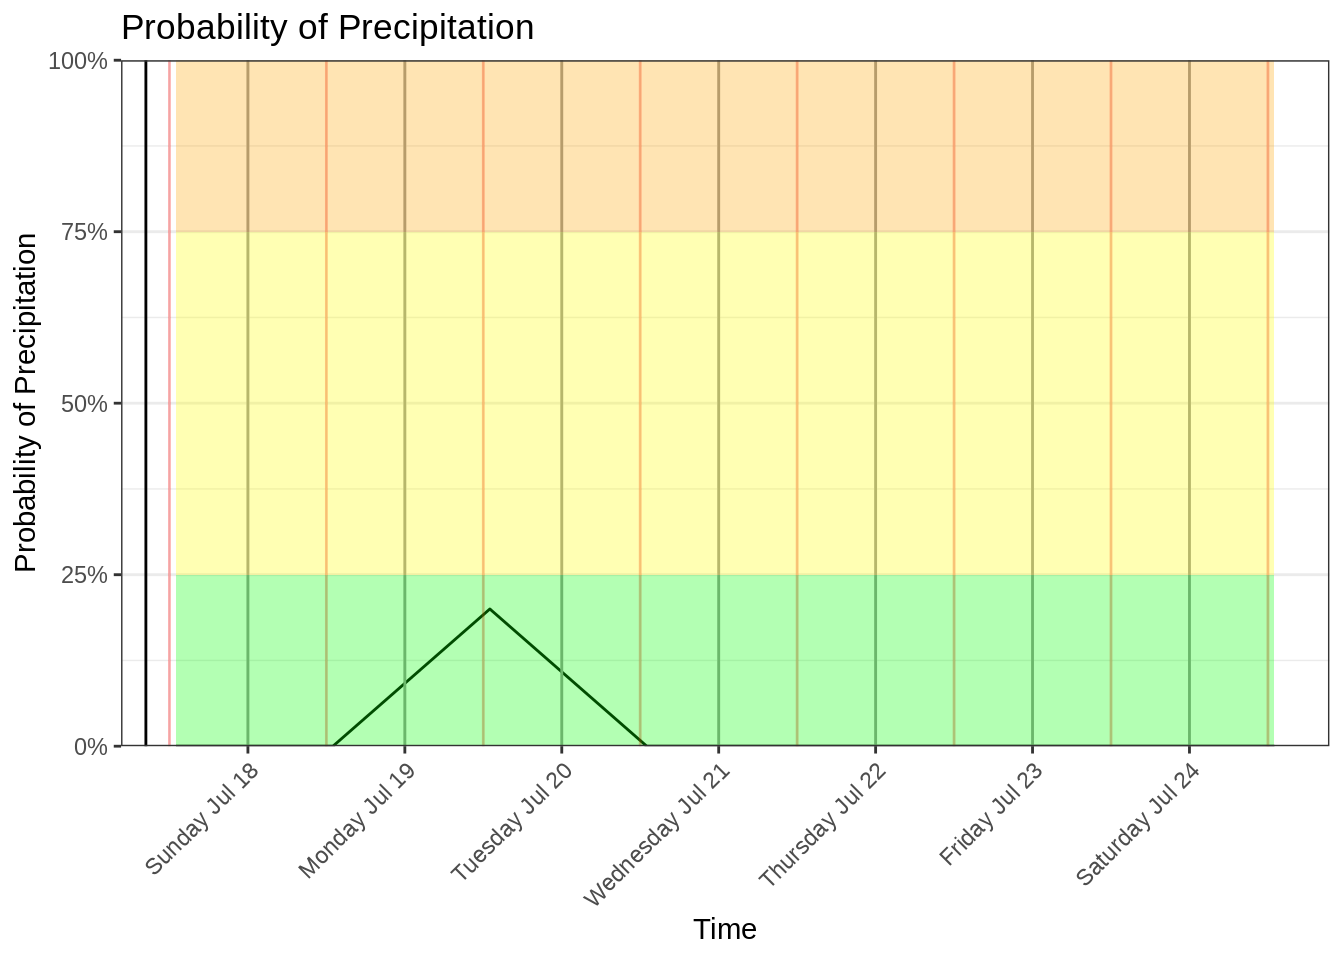 Probability of Precipitation
100%
75%
50%
25%
0%
Probability of Precipitation
Sunday Jul 18
Monday Jul 19
Tuesday Jul 20
Wednesday Jul 21
Thursday Jul 22
Friday Jul 23
Saturday Jul 24
Time